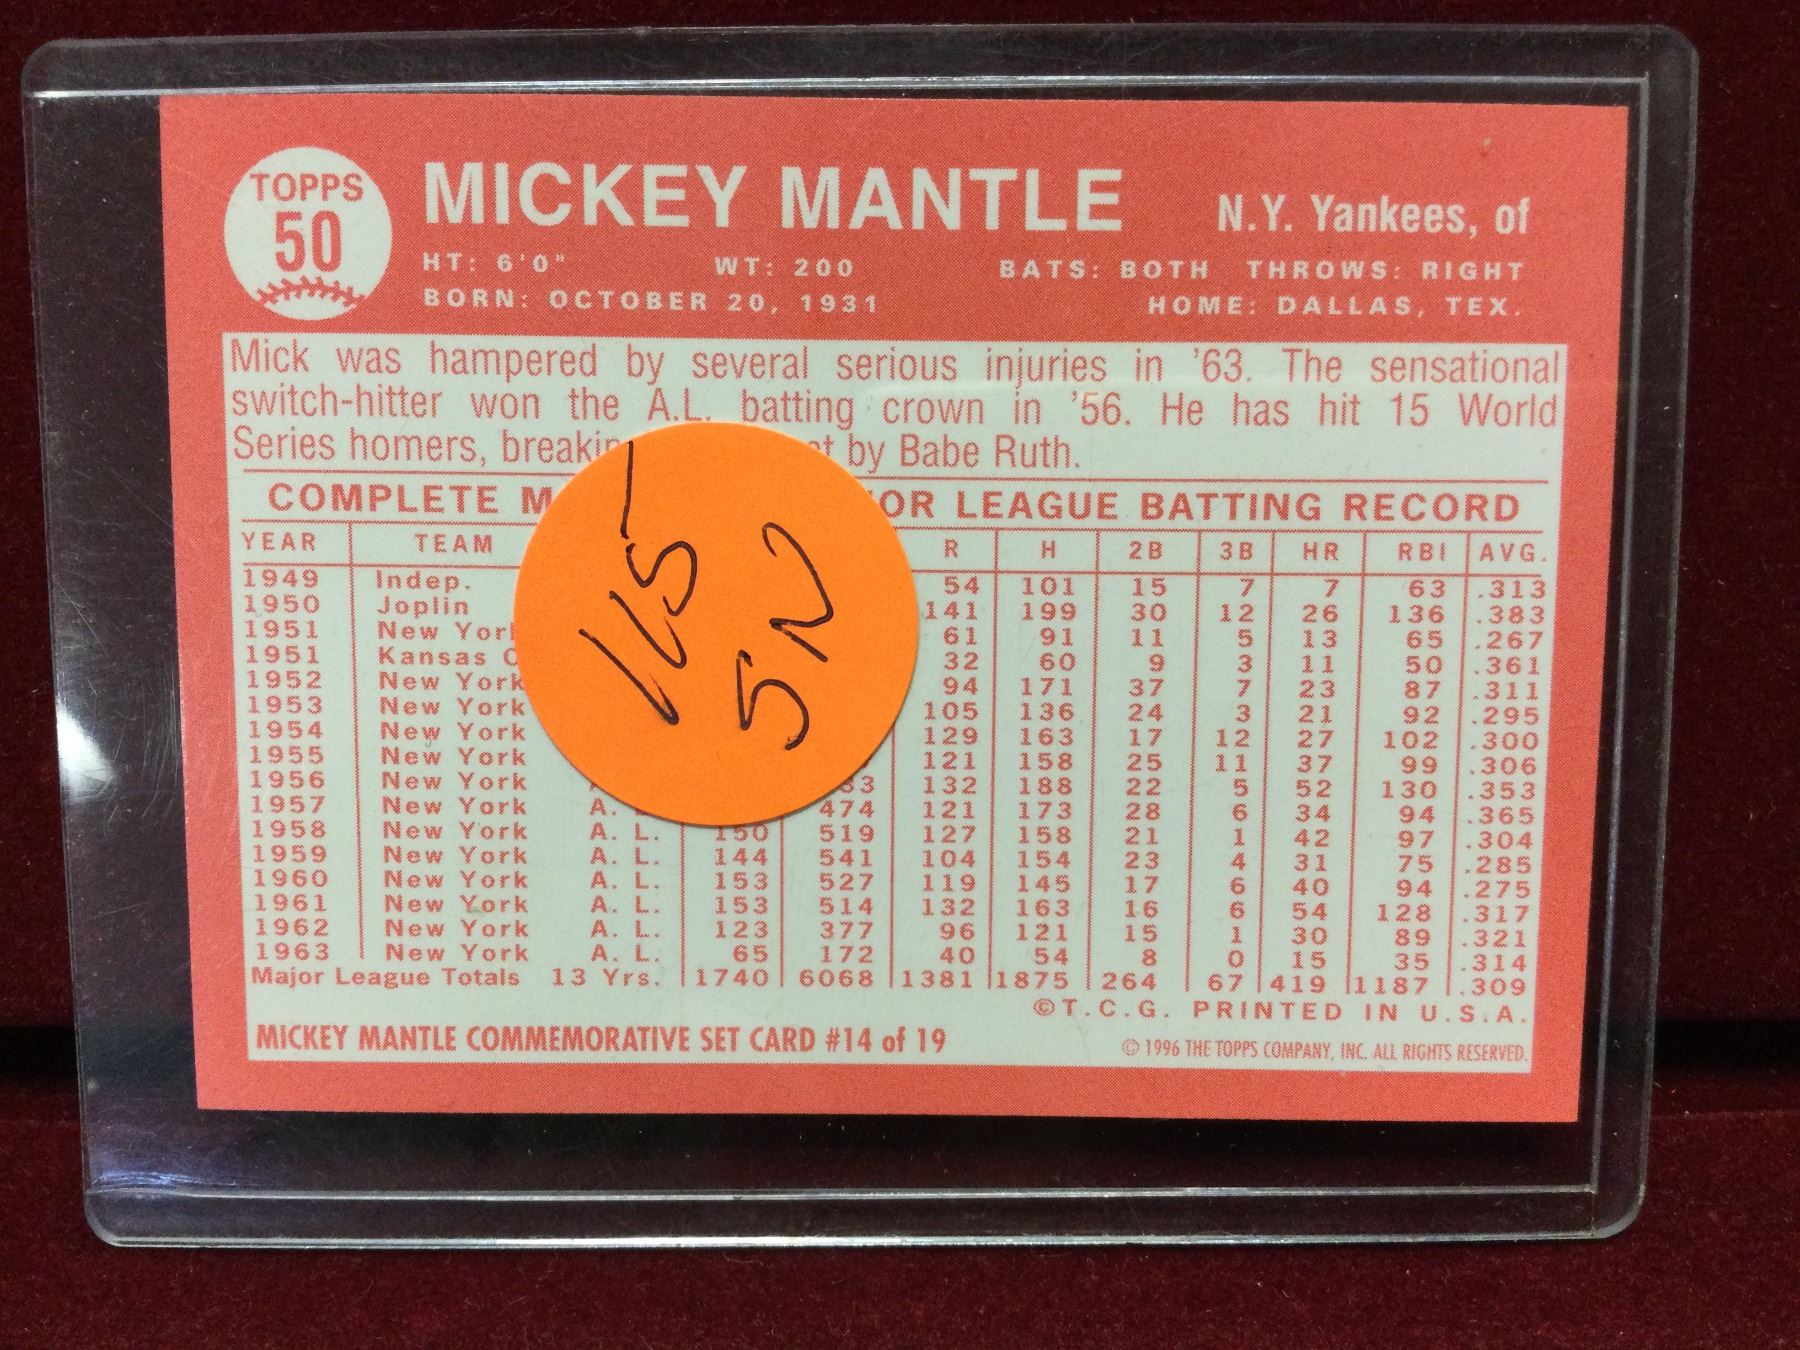 TOPPS
50
MICKEY MANTLE
N.Y. Yankees, of
HT: 6'0" WT: 200 BATS: BOTH THROWS: RIGHT
BORN: OCTOBER 20, 1931 HOME: DALLAS, TEX.
Mick was hampered by several serious injuries in '63. The sensational
switch-hitter won the A.L. batting crown in '56. He has hit 15 World
Series homers, by Babe Ruth.
COMPLETE LEAGUE BATTING RECORD
YEAR TEAM R H 2B 3B HR RBI AVG.
1949 Indep. 54 101 15 7 7 63 .313
1950 Joplin 141 199 30 12 26 136 .383
1951 New 61 91 11 5 13 65 .267
1951 Kansas 32 60 9 3 11 50 .361
1952 New York 94 171 37 7 23 87 .311
1953 New York 105 136 24 3 21 92 .295
1954 New York 129 163 17 12 27 102 .300
1955 New York 121 158 25 11 37 99 .306
1956 New York 132 188 22 5 52 130 .353
1957 New York A. 474 121 173 28 6 34 94 .365
1958 New York A. L. 150 519 127 158 21 1 42 97 .304
1959 New York A. L. 144 541 104 154 23 4 31 75 .285
1960 New York A. L. 153 527 119 145 17 6 40 94 .275
1961 New York A. L. 153 514 132 163 16 6 54 128 .317
1962 New York A. L. 123 377 96 121 15 1 30 89 .321
1963 New York A. L. 65 172 40 54 8 0 15 35 .314
Major League Totals 13 Yrs. 1740 6068 1381 1875 264 67 419 1187 .309
©T.C.G. PRINTED IN U.S.A.
MICKEY MANTLE COMMEMORATIVE SET CARD #14 of 19
© 1996 THE TOPPS COMPANY, INC. ALL RIGHTS RESERVED.